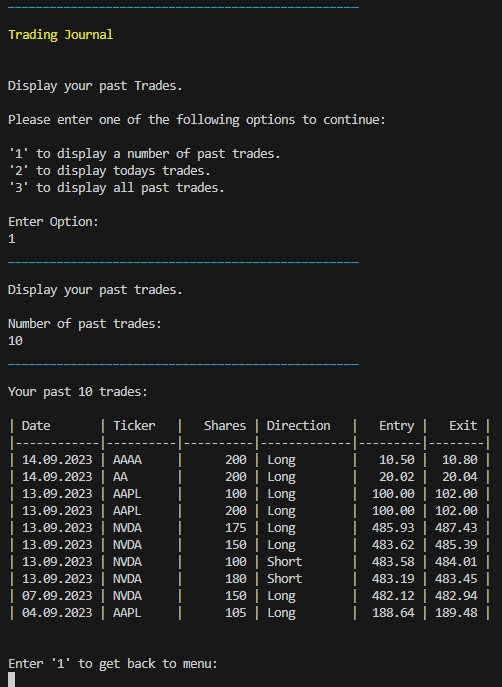 Trading Journal
Display your past Trades.
Please enter one of the following options to continue:
'1' to display a number of past trades.
'2' to display todays trades.
'3' to display all past trades.
Enter Option:
1
Display your past trades.
Number of past trades:
10
Your past 10 trades:
| Date | Ticker | Shares | Direction | Entry | Exit |
|------------|----------|----------|-------------|--------|--------|
| 14.09.2023 | AAAA | 200 | Long | 10.50 | 10.80 |
| 14.09.2023 | AA | 200 | Long | 20.02 | 20.04 |
| 13.09.2023 | AAPL | 100 | Long | 100.00 | 102.00 |
| 13.09.2023 | AAPL | 200 | Long | 100.00 | 102.00 |
| 13.09.2023 | NVDA | 175 | Long | 485.93 | 487.43 |
| 13.09.2023 | NVDA | 150 | Long | 483.62 | 485.39 |
| 13.09.2023 | NVDA | 100 | Short | 483.58 | 484.01 |
| 13.09.2023 | NVDA | 180 | Short | 483.19 | 483.45 |
| 07.09.2023 | NVDA | 150 | Long | 482.12 | 482.94 |
| 04.09.2023 | AAPL | 105 | Long | 188.64 | 189.48 |
Enter '1' to get back to menu: